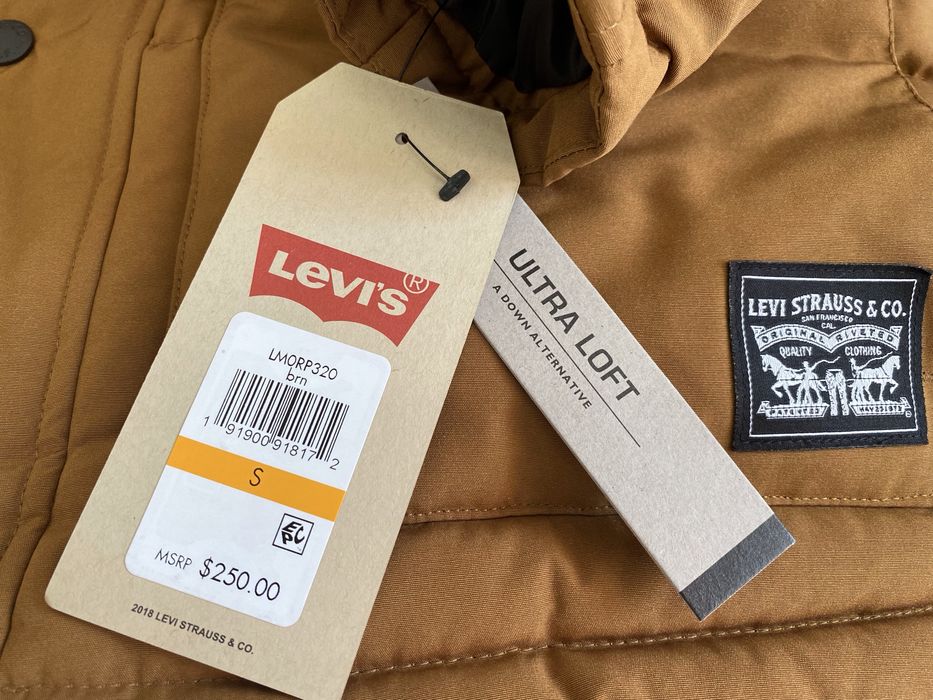 Levi's®
LMORP320
brn
1 91900 91817 2
S
EPC
MSRP $250.00
2018 LEVI STRAUSS & CO.
ULTRA LOFT
A DOWN ALTERNATIVE
LEVI STRAUSS & CO.
SAN FRANCISCO
CAL.
ORIGINAL RIVETED
QUALITY CLOTHING